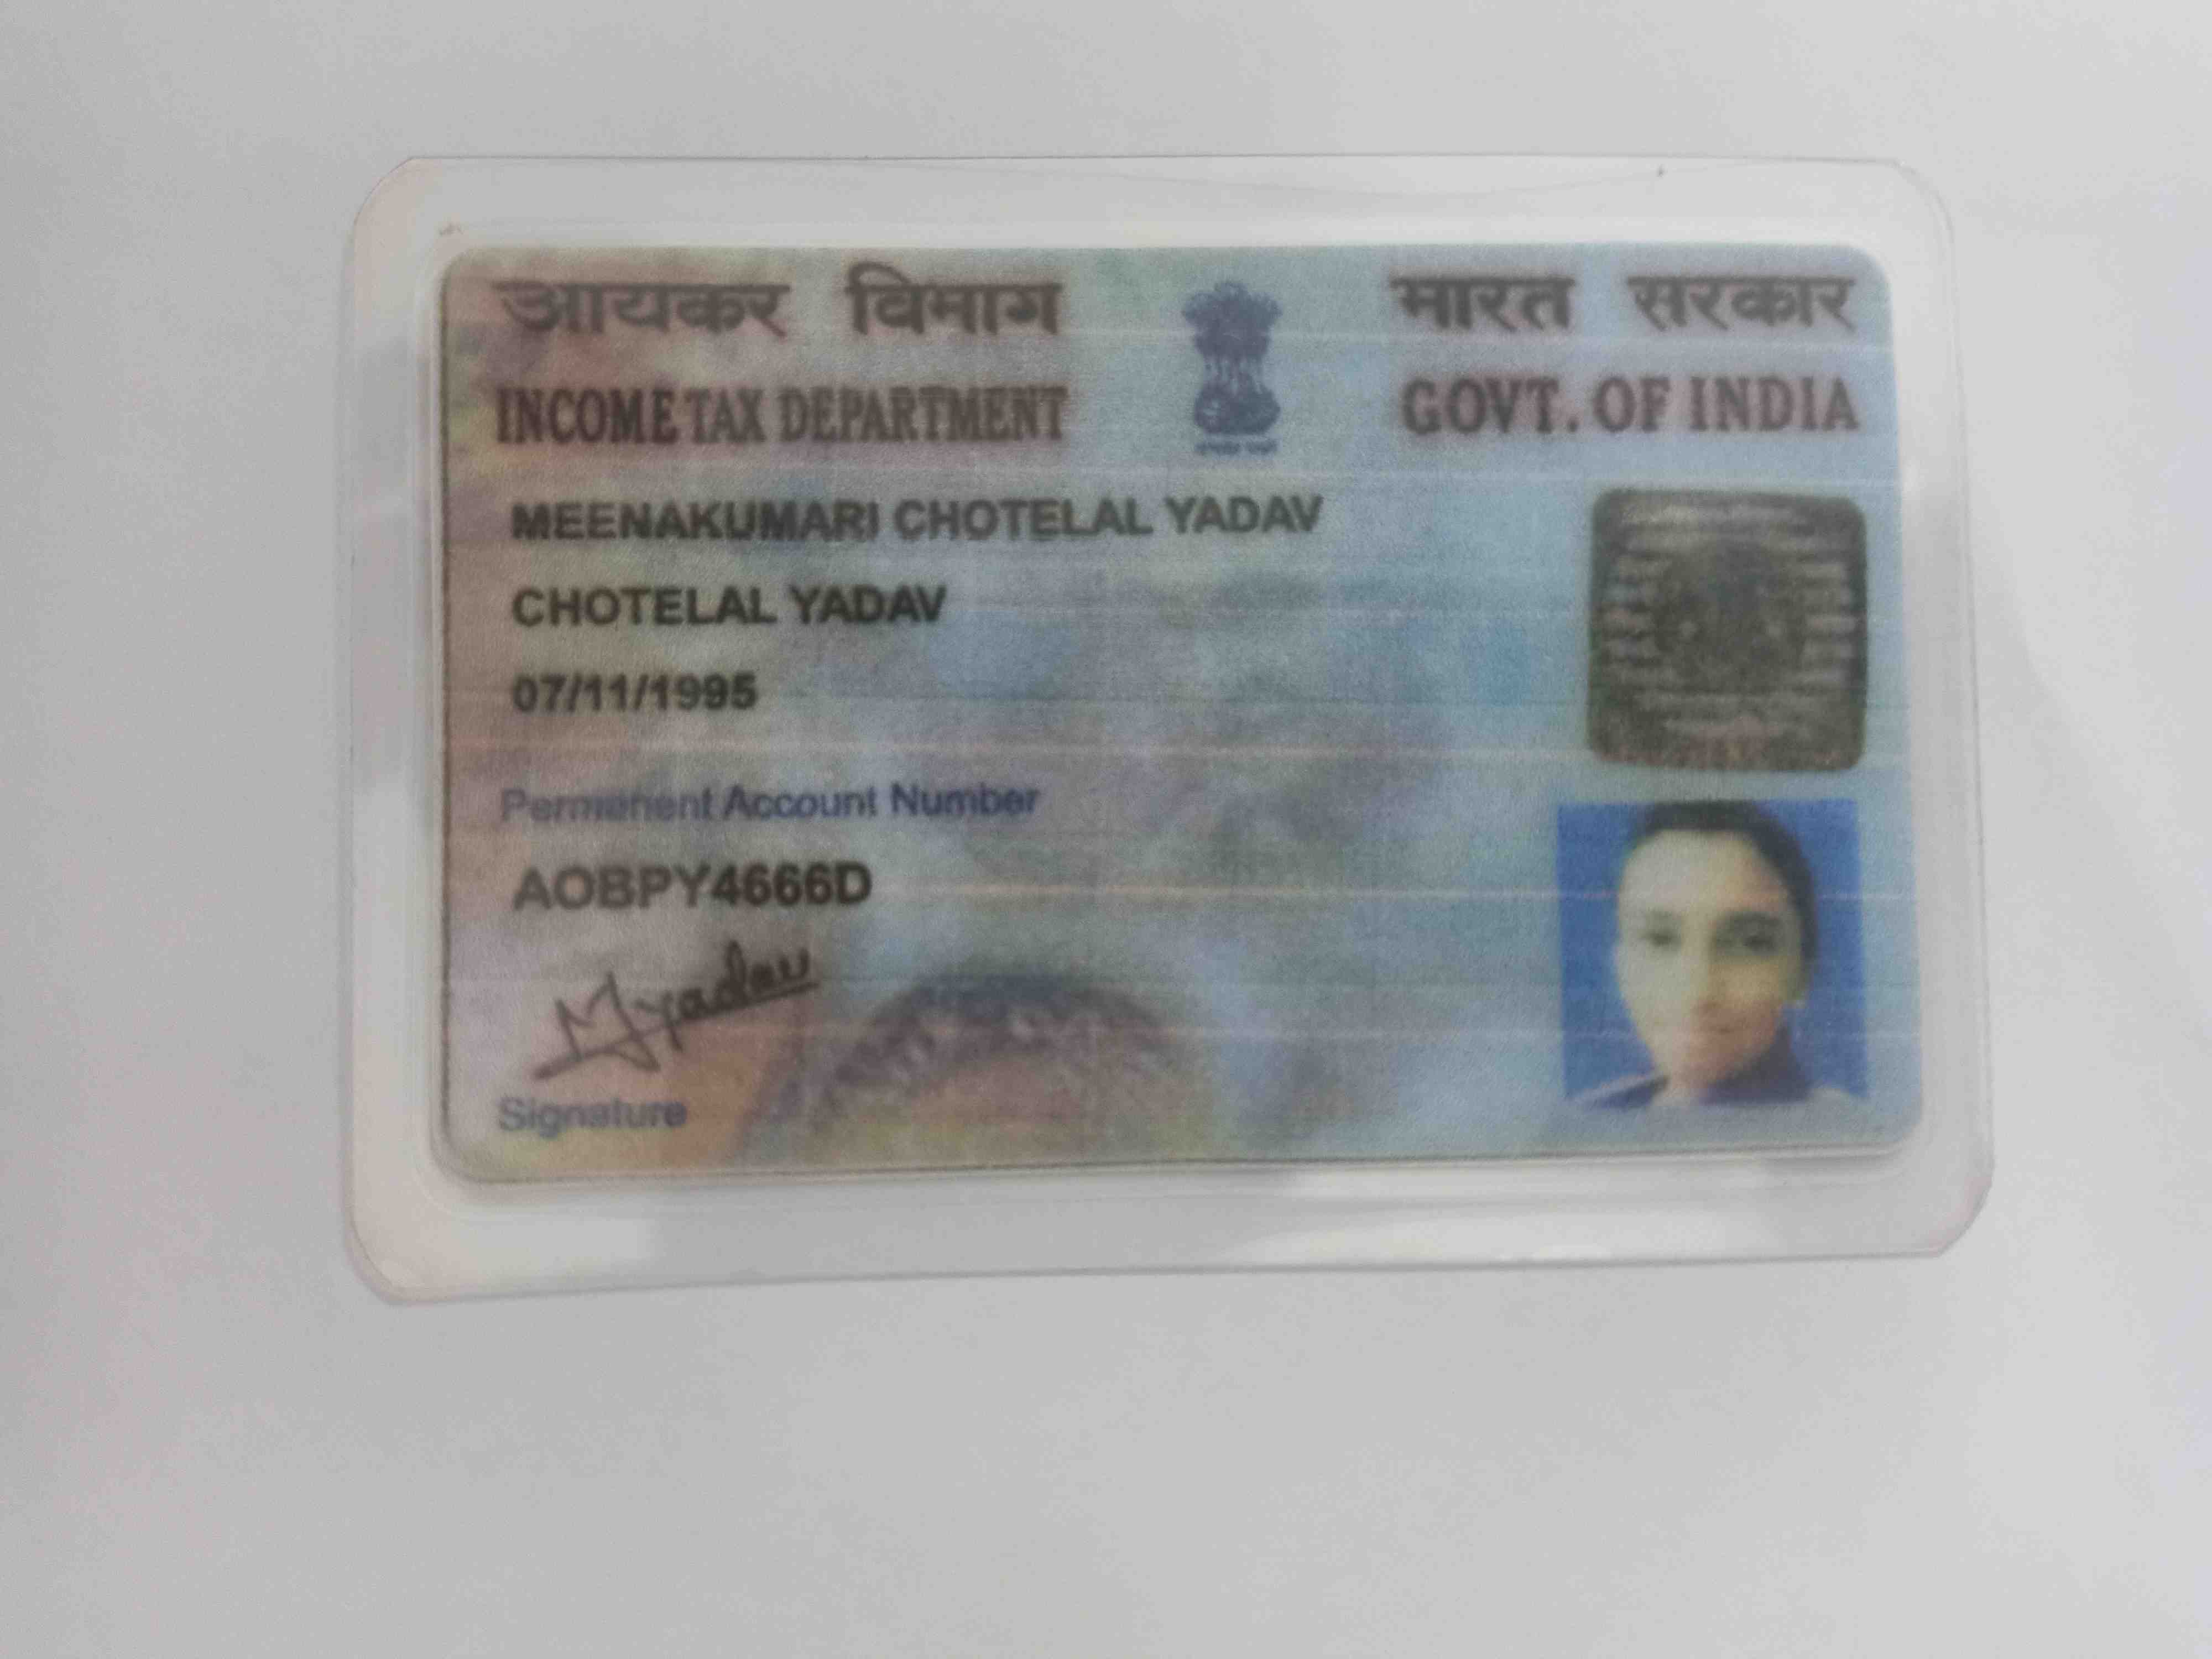 आयकर विभाग
भारत सरकार
INCOME TAX DEPARTMENT
GOVT. OF INDIA
MEENAKUMARI CHOTELAL YADAV
CHOTELAL YADAV
07/11/1995
Permanent Account Number
AOBPY4666D
Myadav
Signature